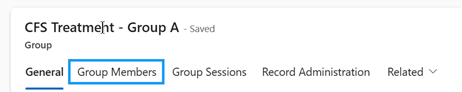 CFS Treatment - Group A - Saved
Group
General Group Members Group Sessions Record Administration Related